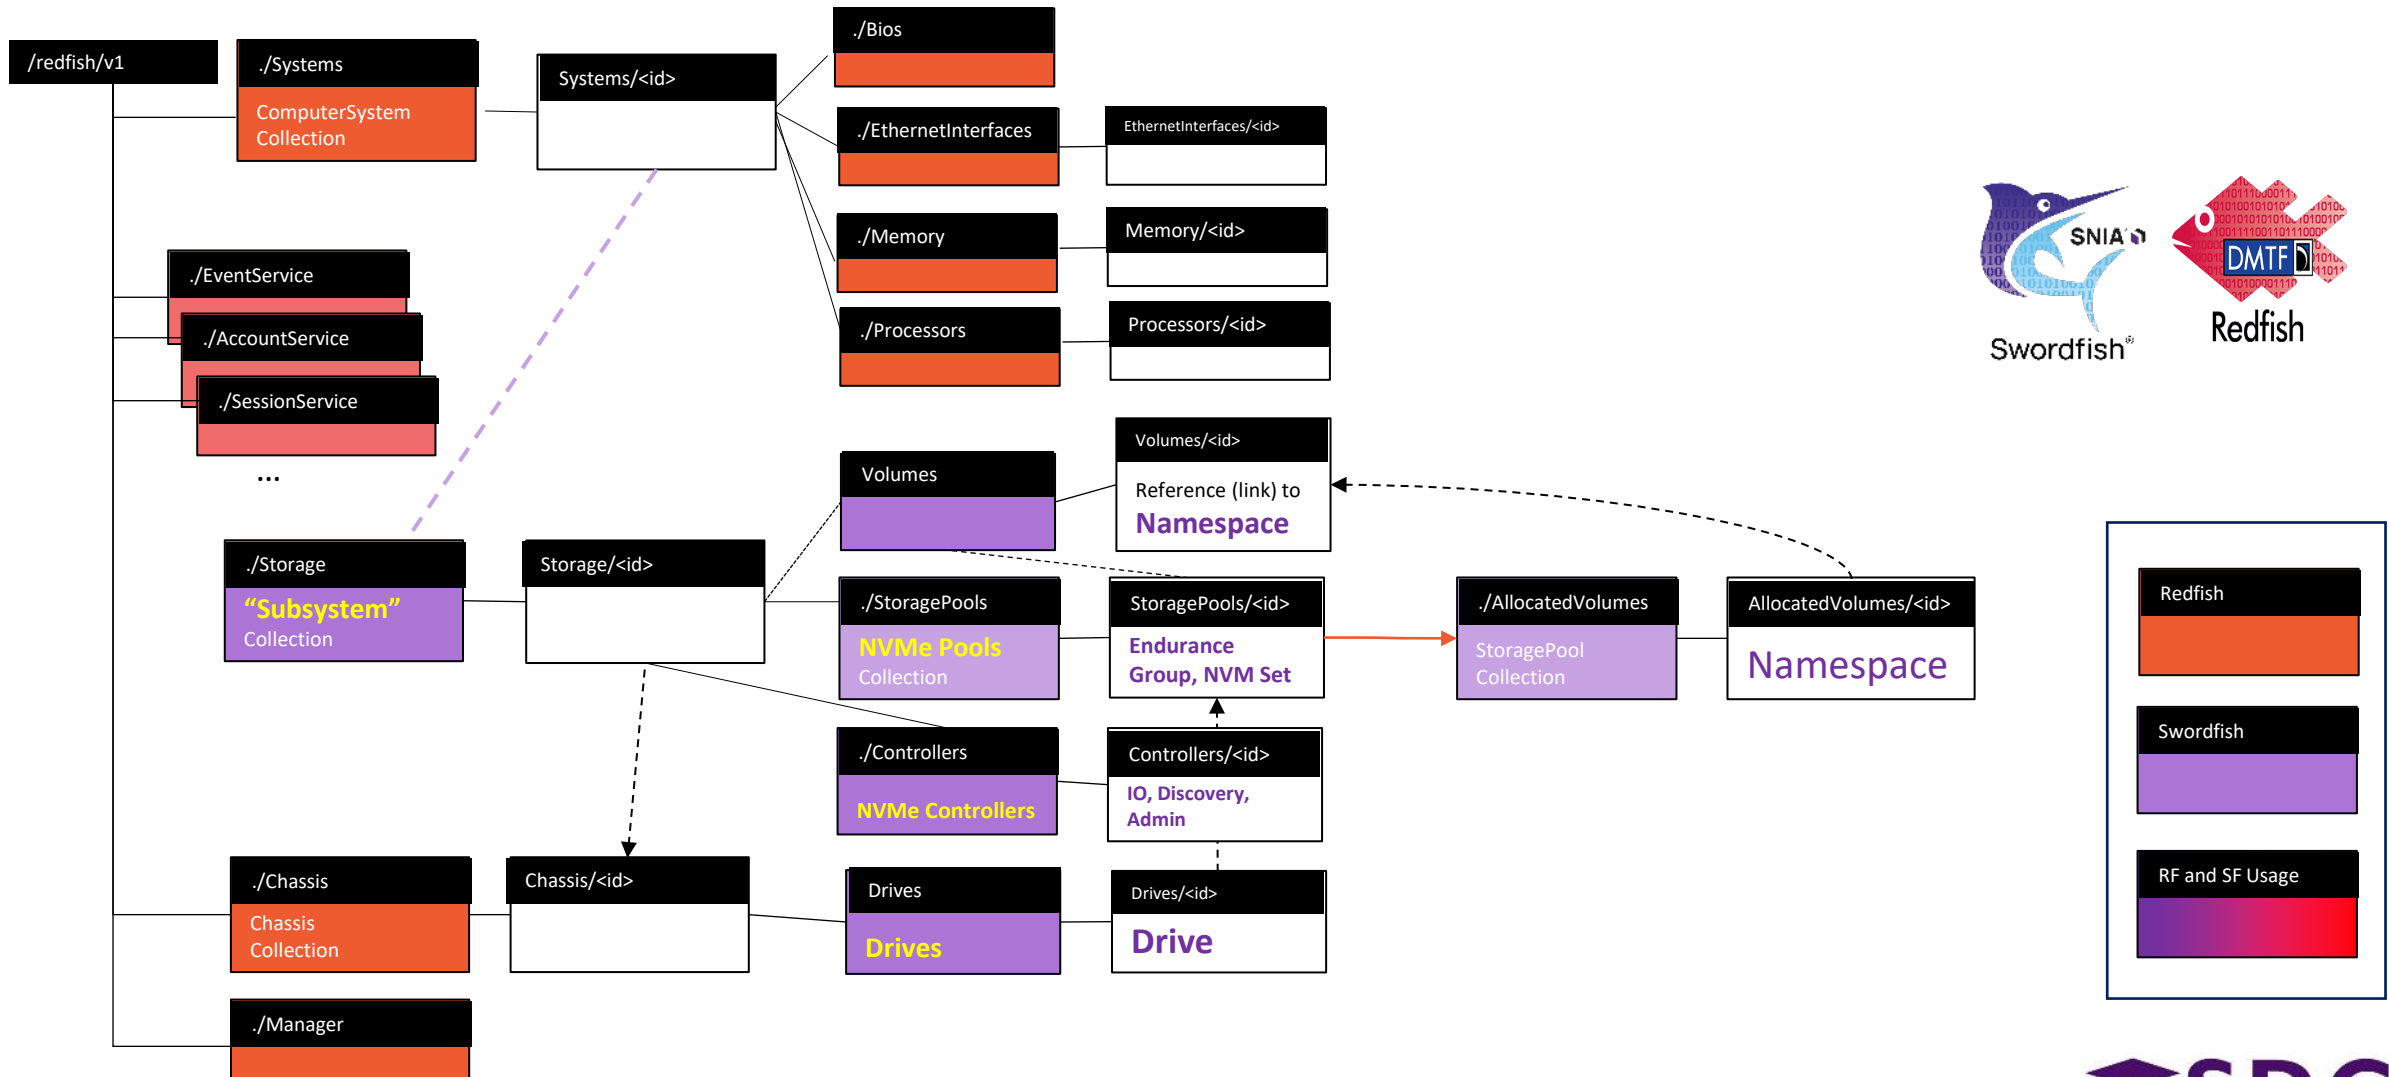 /redfish/v1
./Systems
ComputerSystem
Collection
Systems/<id>
./Bios
./EthernetInterfaces
EthernetInterfaces/<id>
./Memory
Memory/<id>
./Processors
Processors/<id>
./EventService
./AccountService
./SessionService
...
SNIA
Swordfish®
DMTF
Redfish
Volumes
Volumes/<id>
Reference (link) to
Namespace
./Storage
“Subsystem”
Collection
Storage/<id>
./StoragePools
NVMe Pools
Collection
StoragePools/<id>
Endurance
Group, NVM Set
./AllocatedVolumes
StoragePool
Collection
AllocatedVolumes/<id>
Namespace
./Controllers
NVMe Controllers
Controllers/<id>
IO, Discovery,
Admin
./Chassis
Chassis
Collection
Chassis/<id>
Drives
Drives
Drives/<id>
Drive
./Manager
Redfish
Swordfish
RF and SF Usage